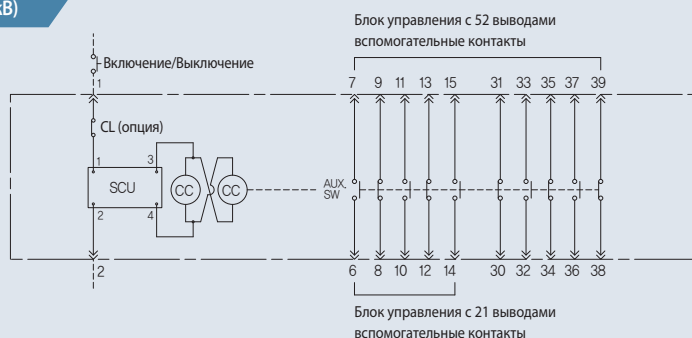 кВ)
Блок управления с 52 выводами
вспомогательные контакты
Включение/Выключение
1
7 9 11 13 15 31 33 35 37 39
CL (опция)
1 3
SCU CC CC
AUX.
SW
2 4
2
6 8 10 12 14 30 32 34 36 38
Блок управления с 21 выводами
вспомогательные контакты